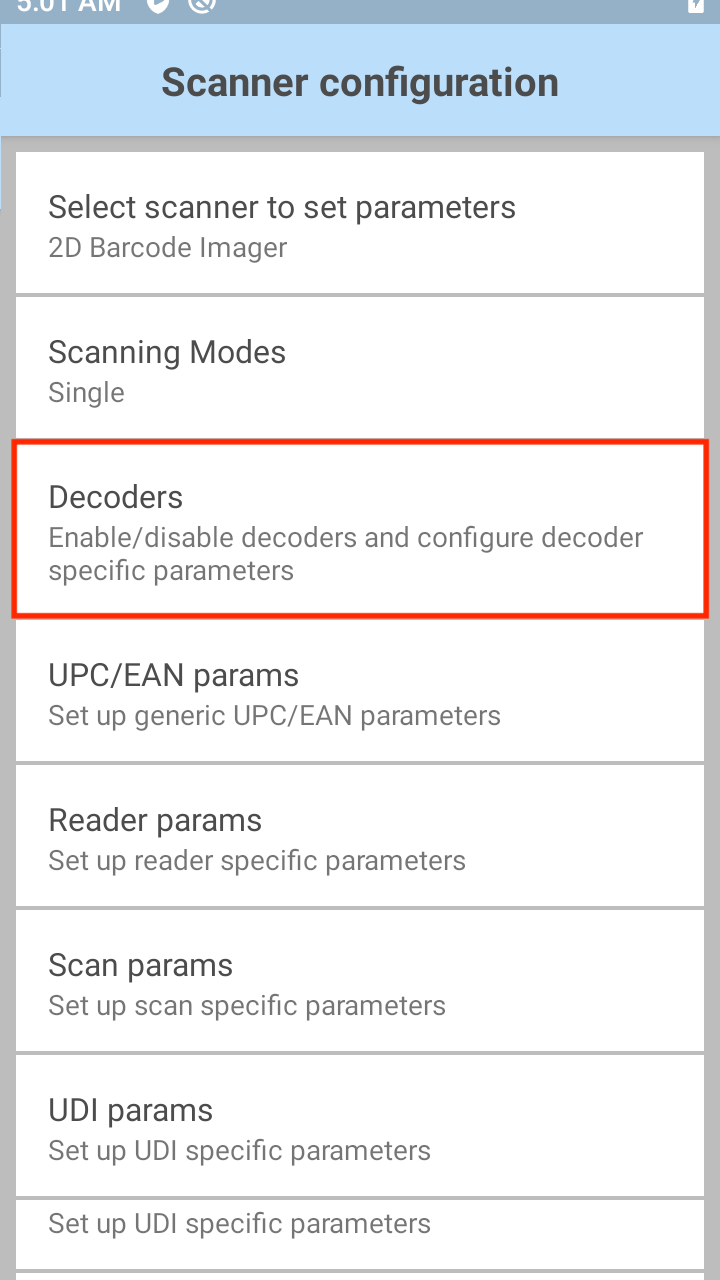 5:01 AM
Scanner configuration
Select scanner to set parameters
2D Barcode Imager
Scanning Modes
Single
Decoders
Enable/disable decoders and configure decoder
specific parameters
UPC/EAN params
Set up generic UPC/EAN parameters
Reader params
Set up reader specific parameters
Scan params
Set up scan specific parameters
UDI params
Set up UDI specific parameters
Set up UDI specific parameters